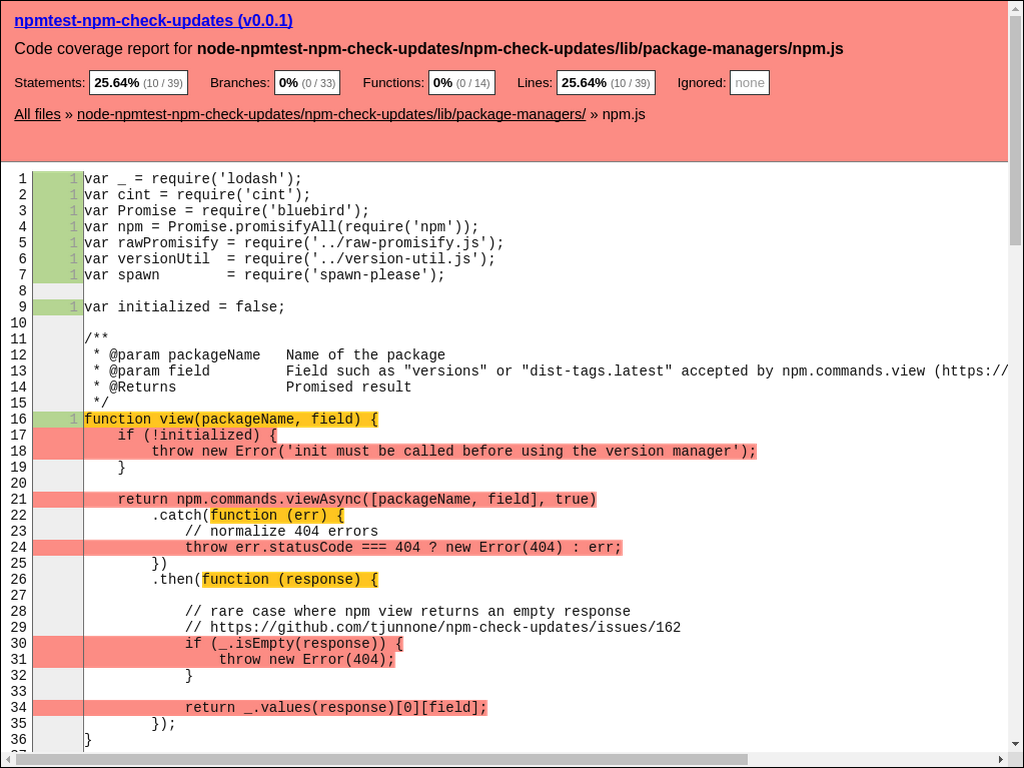 npmtest-npm-check-updates (v0.0.1)
Code coverage report for node-npmtest-npm-check-updates/npm-check-updates/lib/package-managers/npm.js
Statements: 25.64% (10 / 39) Branches: 0% (0 / 33) Functions: 0% (0 / 14) Lines: 25.64% (10 / 39) Ignored: none
All files » node-npmtest-npm-check-updates/npm-check-updates/lib/package-managers/ » npm.js
1 1 var _ = require('lodash');
2 1 var cint = require('cint');
3 1 var Promise = require('bluebird');
4 1 var npm = Promise.promisifyAll(require('npm'));
5 1 var rawPromisify = require('../raw-promisify.js');
6 1 var versionUtil  = require('../version-util.js');
7 1 var spawn        = require('spawn-please');
8
9 1 var initialized = false;
10
11 /**
12  * @param packageName   Name of the package
13  * @param field         Field such as "versions" or "dist-tags.latest" accepted by npm.commands.view (https://
14  * @Returns             Promised result
15  */
16 1 function view(packageName, field) {
17     if (!initialized) {
18         throw new Error('init must be called before using the version manager');
19     }
20
21     return npm.commands.viewAsync([packageName, field], true)
22         .catch(function (err) {
23             // normalize 404 errors
24             throw err.statusCode === 404 ? new Error(404) : err;
25         })
26         .then(function (response) {
27
28             // rare case where npm view returns an empty response
29             // https://github.com/tjunnone/npm-check-updates/issues/162
30             if (_.isEmpty(response)) {
31                 throw new Error(404);
32             }
33
34             return _.values(response)[0][field];
35         });
36 }